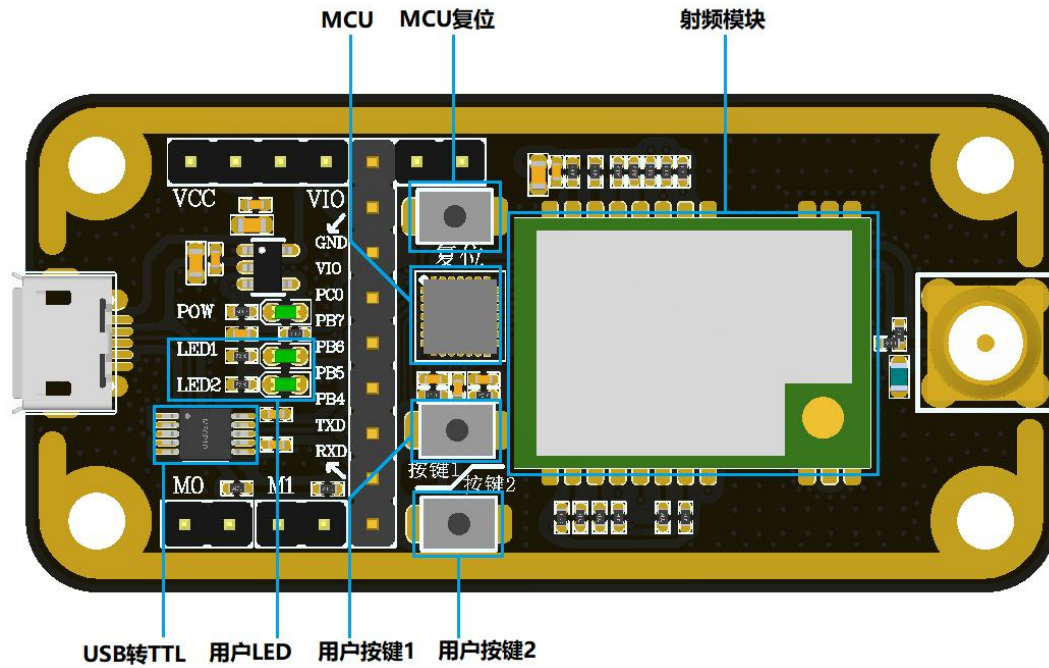 MCU
MCU复位
射频模块
VCC
VIO
GND
VIO
PC0
PB7
PB6
PB5
PB4
TXD
RXD
复位
POW
LED1
LED2
按键1
按键2
M0
M1
USB转TTL
用户LED
用户按键1
用户按键2